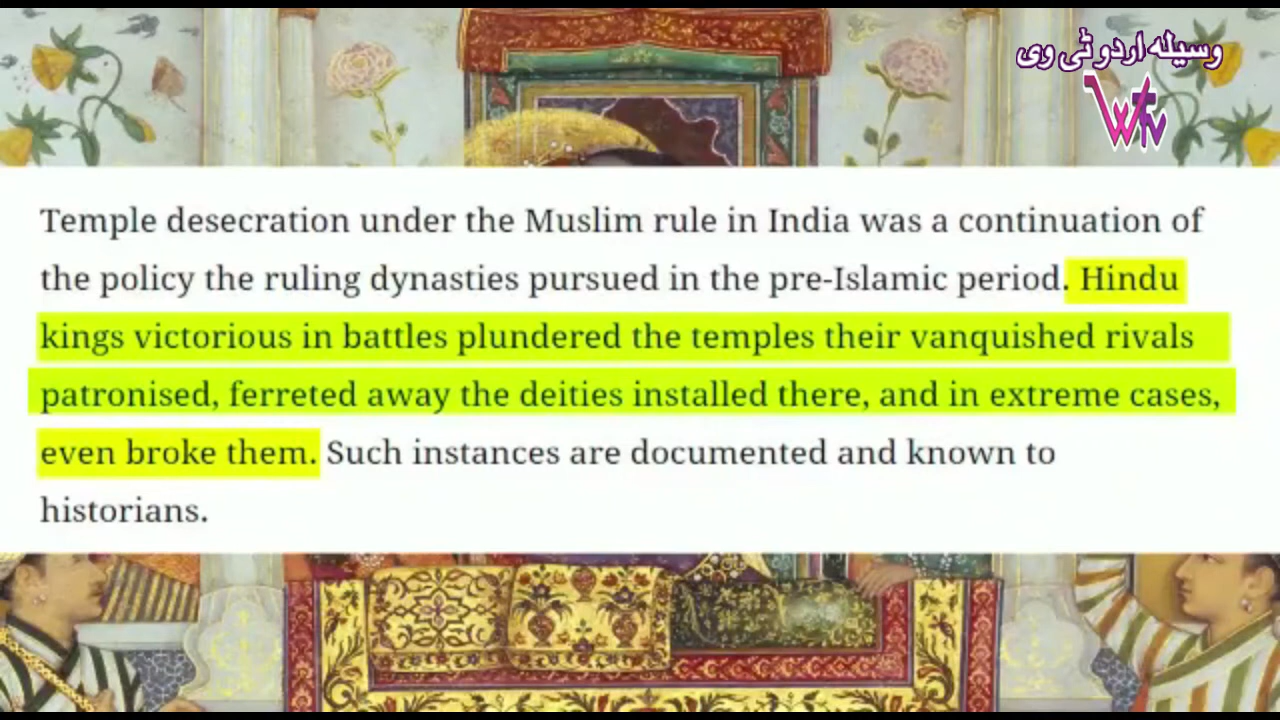 وسیلہ اردو ٹی وی
WTV
Temple desecration under the Muslim rule in India was a continuation of
the policy the ruling dynasties pursued in the pre-Islamic period. Hindu
kings victorious in battles plundered the temples their vanquished rivals
patronised, ferreted away the deities installed there, and in extreme cases,
even broke them. Such instances are documented and known to
historians.